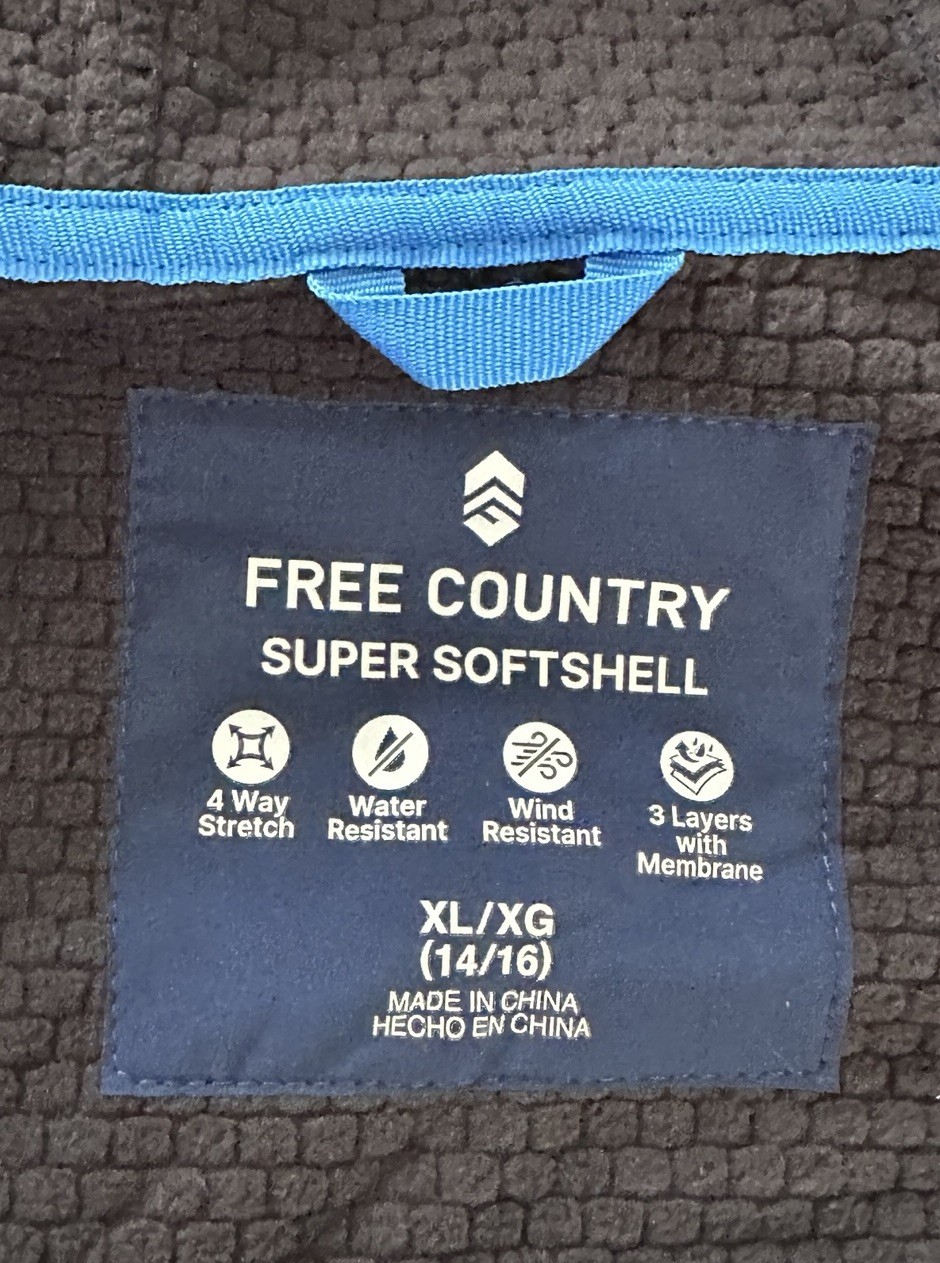 FREE COUNTRY
SUPER SOFTSHELL
4 Way
Stretch
Water
Resistant
Wind
Resistant
3 Layers
with
Membrane
XL/XG
(14/16)
MADE IN CHINA
HECHO EN CHINA